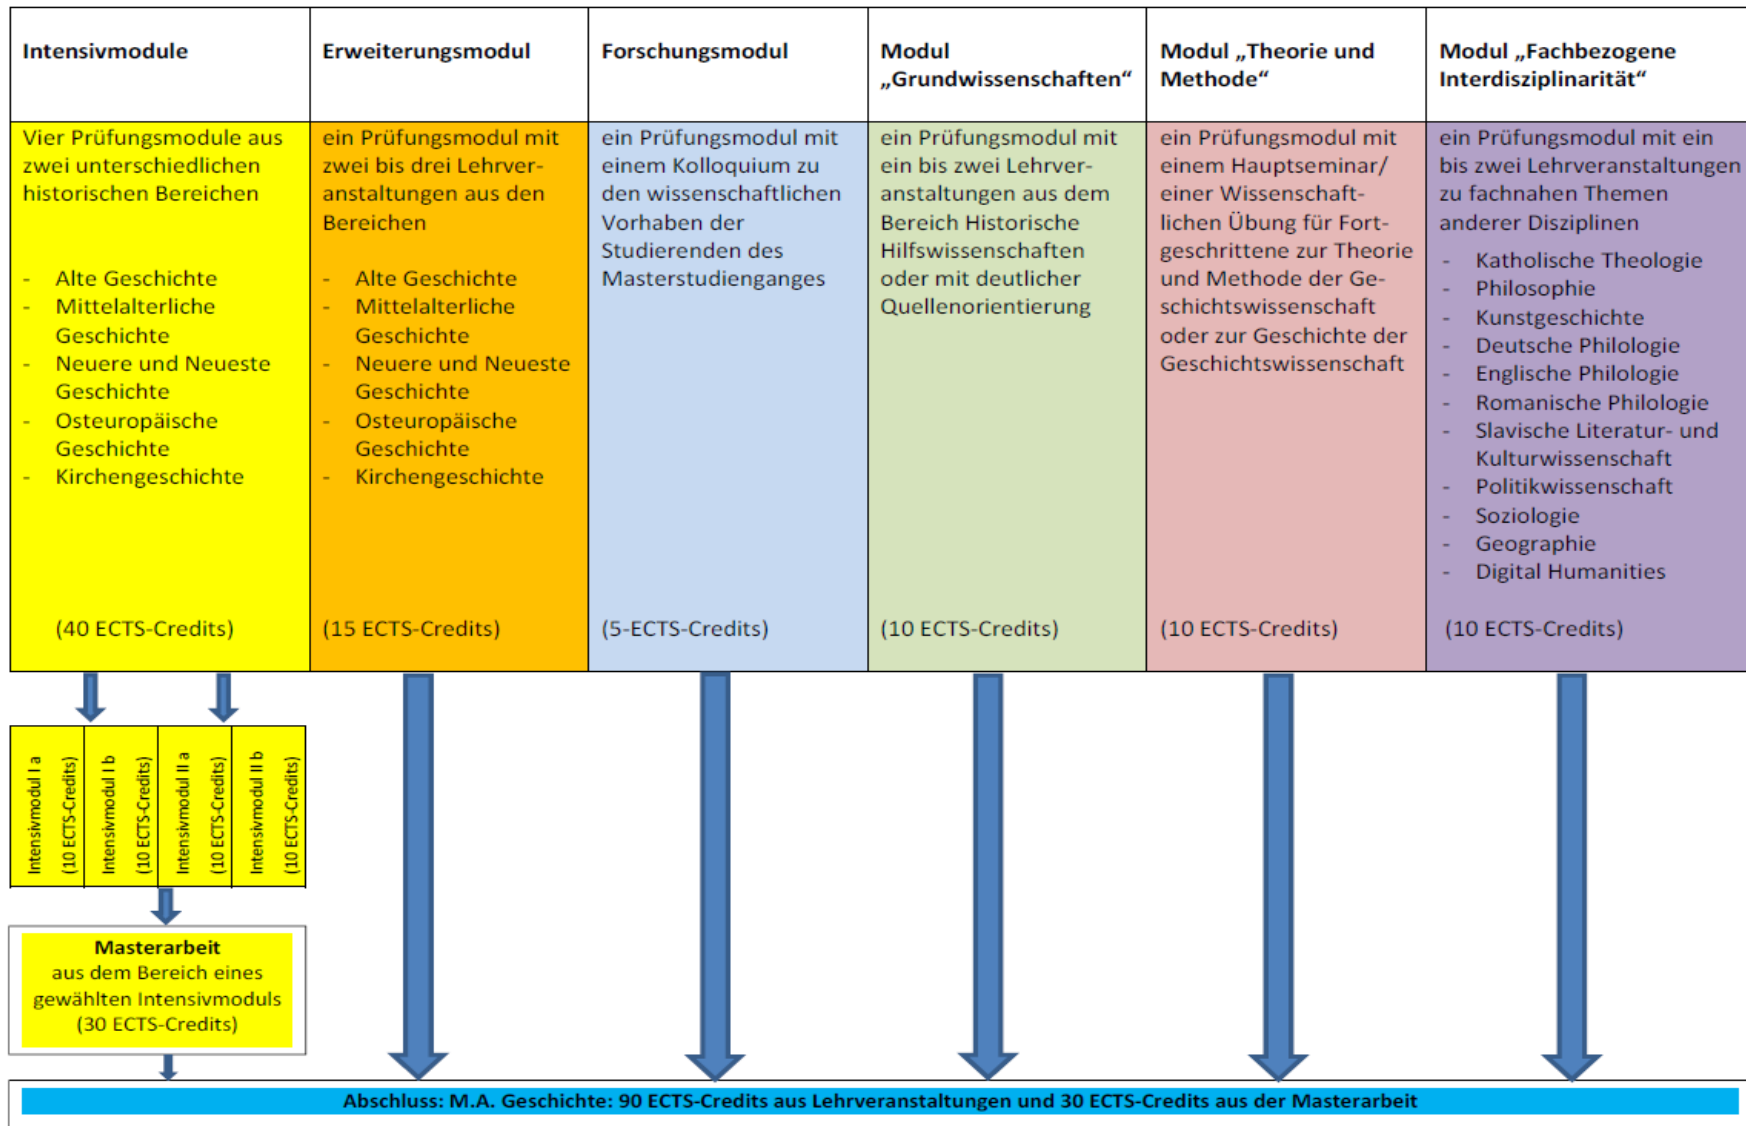 Intensivmodule
Erweiterungsmodul
Forschungsmodul
Modul
„Grundwissenschaften“
Modul „Theorie und
Methode“
Modul „Fachbezogene
Interdisziplinarität“
Vier Prüfungsmodule aus
zwei unterschiedlichen
historischen Bereichen
- Alte Geschichte
- Mittelalterliche
Geschichte
- Neuere und Neueste
Geschichte
- Osteuropäische
Geschichte
- Kirchengeschichte
(40 ECTS-Credits)
ein Prüfungsmodul mit
zwei bis drei Lehrver-
anstaltungen aus den
Bereichen
- Alte Geschichte
- Mittelalterliche
Geschichte
- Neuere und Neueste
Geschichte
- Osteuropäische
Geschichte
- Kirchengeschichte
(15 ECTS-Credits)
ein Prüfungsmodul mit
einem Kolloquium zu
den wissenschaftlichen
Vorhaben der
Studierenden des
Masterstudienganges
(5-ECTS-Credits)
ein Prüfungsmodul mit
ein bis zwei Lehrver-
anstaltungen aus dem
Bereich Historische
Hilfswissenschaften
oder mit deutlicher
Quellenorientierung
(10 ECTS-Credits)
ein Prüfungsmodul mit
einem Hauptseminar/
einer Wissenschaft-
lichen Übung für Fort-
geschrittene zur Theorie
und Methode der Ge-
schichtswissenschaft
oder zur Geschichte der
Geschichtswissenschaft
(10 ECTS-Credits)
ein Prüfungsmodul mit ein
bis zwei Lehrveranstaltungen
zu fachnahen Themen
anderer Disziplinen
- Katholische Theologie
- Philosophie
- Kunstgeschichte
- Deutsche Philologie
- Englische Philologie
- Romanische Philologie
- Slavische Literatur- und
Kulturwissenschaft
- Politikwissenschaft
- Soziologie
- Geographie
- Digital Humanities
(10 ECTS-Credits)
Intensivmodul I a
(10 ECTS-Credits)
Intensivmodul I b
(10 ECTS-Credits)
Intensivmodul II a
(10 ECTS-Credits)
Intensivmodul II b
(10 ECTS-Credits)
Masterarbeit
aus dem Bereich eines
gewählten Intensivmoduls
(30 ECTS-Credits)
Abschluss: M.A. Geschichte: 90 ECTS-Credits aus Lehrveranstaltungen und 30 ECTS-Credits aus der Masterarbeit